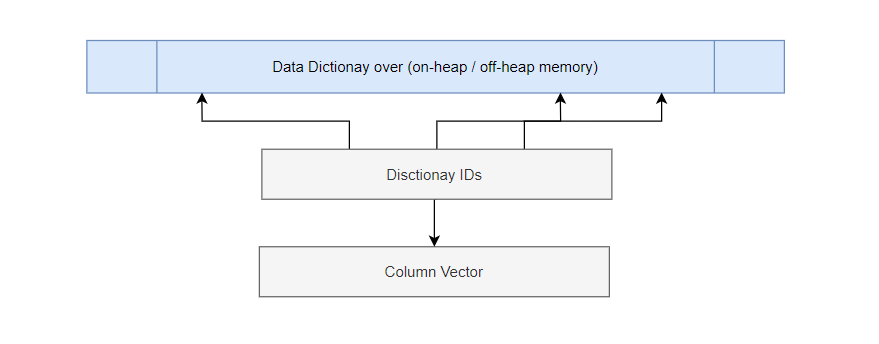 Data Dictionay over (on-heap / off-heap memory)
Disctionay IDs
Column Vector